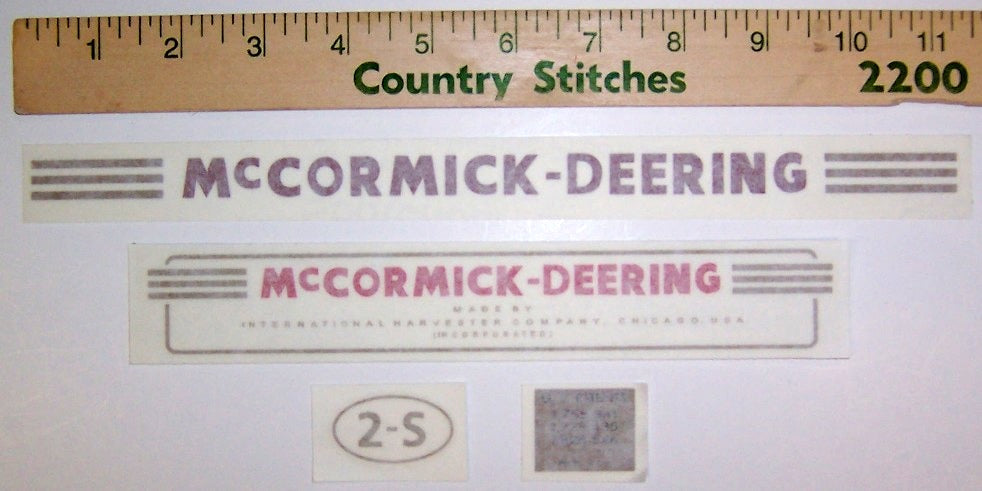 1 2 3 4 5 6 7 8 9 10 11
Country Stitches 2200
McCORMICK-DEERING
McCORMICK-DEERING
MADE BY
INTERNATIONAL HARVESTER COMPANY, CHICAGO, USA
(INCORPORATED)
2-S